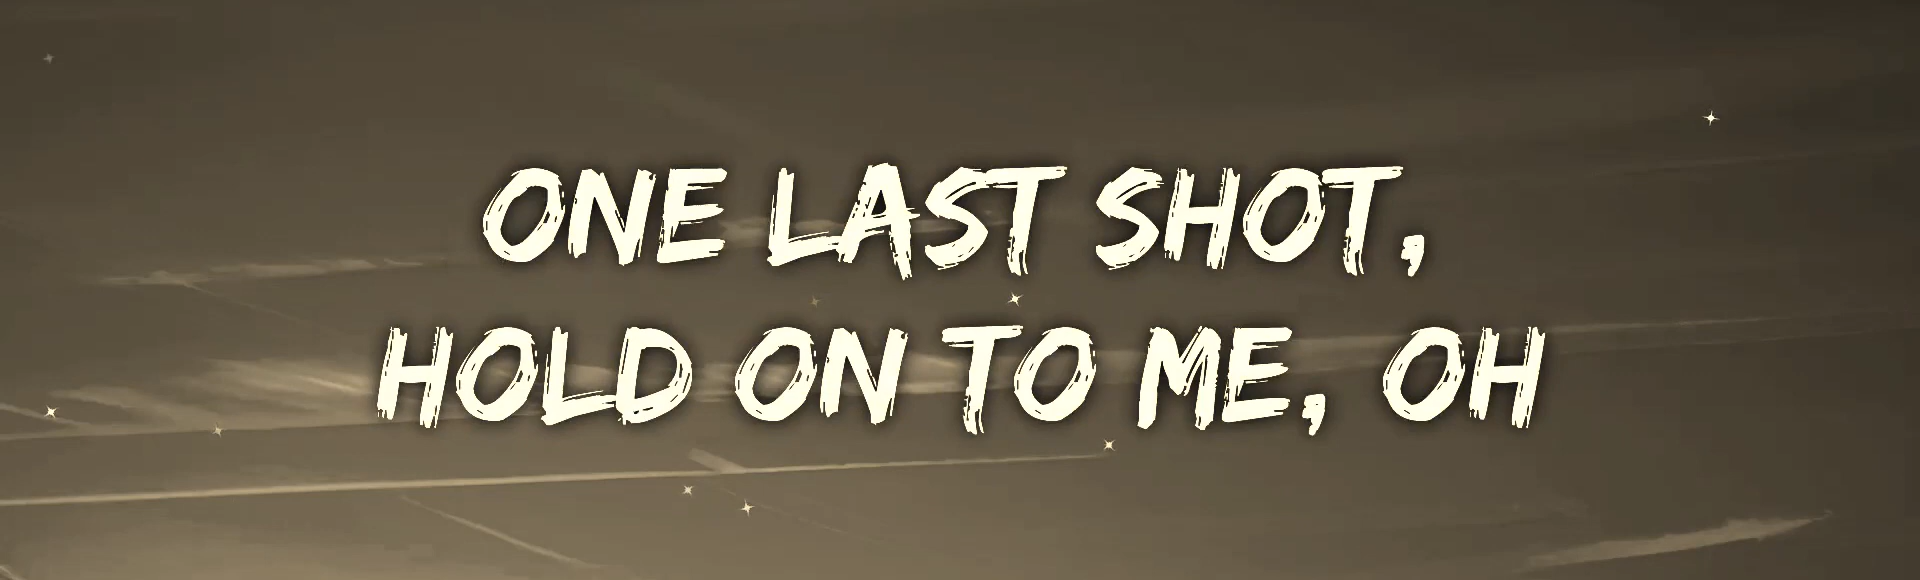 ONE LAST SHOT,
HOLD ON TO ME, OH